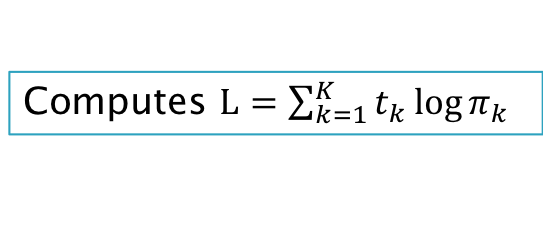 Computes L = ∑_{k=1}^{K} t_k log π_k